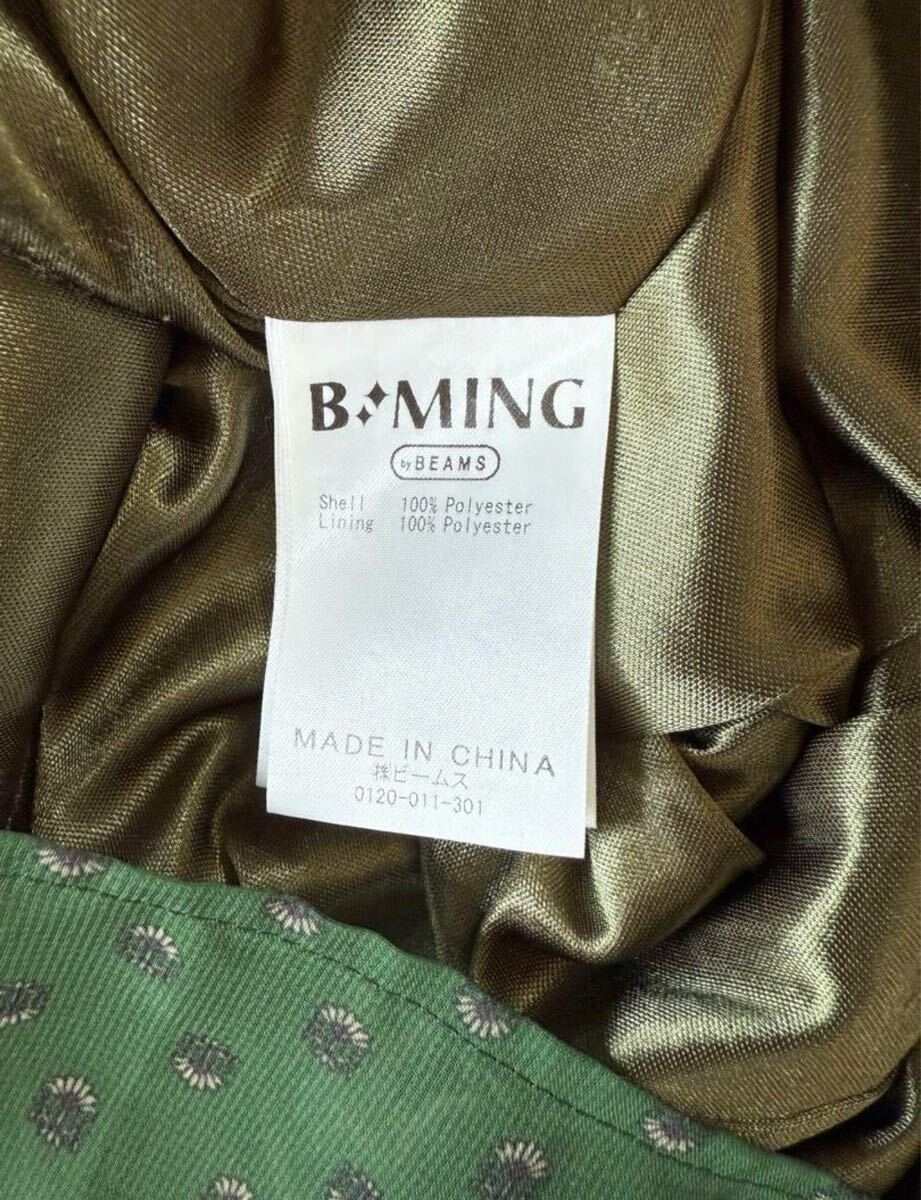 B MING
by BEAMS
Shell 100% Polyester
Lining 100% Polyester
MADE IN CHINA
㈱ビームス
0120-011-301